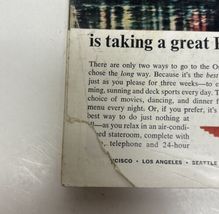 is taking a great
There are only two ways to go to the O
chose the long way. Because it's the best
just as you please for three weeks—to e
ming, sunning and deck sports every day. T
choice of movies, dancing, and dinner f
menu every night. Or, if you prefer, it's
best way to do just nothing at
ll—as you relax in an air-condi
ed stateroom, complete with
, telephone and 24-hour
CISCO • LOS ANGELES • SEATTLE